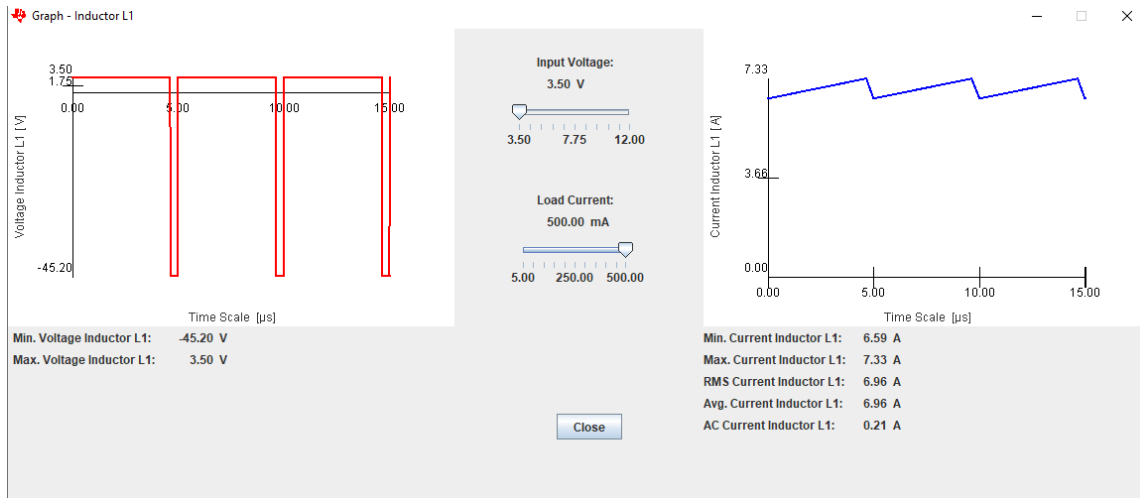 Graph - Inductor L1
3.50
1.75
0.00 5.00 10.00 15.00
Voltage Inductor L1 [V]
-45.20
Time Scale [µs]
Input Voltage:
3.50 V
3.50 7.75 12.00
Load Current:
500.00 mA
5.00 250.00 500.00
7.33
3.66
Current Inductor L1 [A]
0.00
0.00 5.00 10.00 15.00
Time Scale [µs]
Min. Voltage Inductor L1: -45.20 V
Max. Voltage Inductor L1: 3.50 V
Close
Min. Current Inductor L1: 6.59 A
Max. Current Inductor L1: 7.33 A
RMS Current Inductor L1: 6.96 A
Avg. Current Inductor L1: 6.96 A
AC Current Inductor L1: 0.21 A